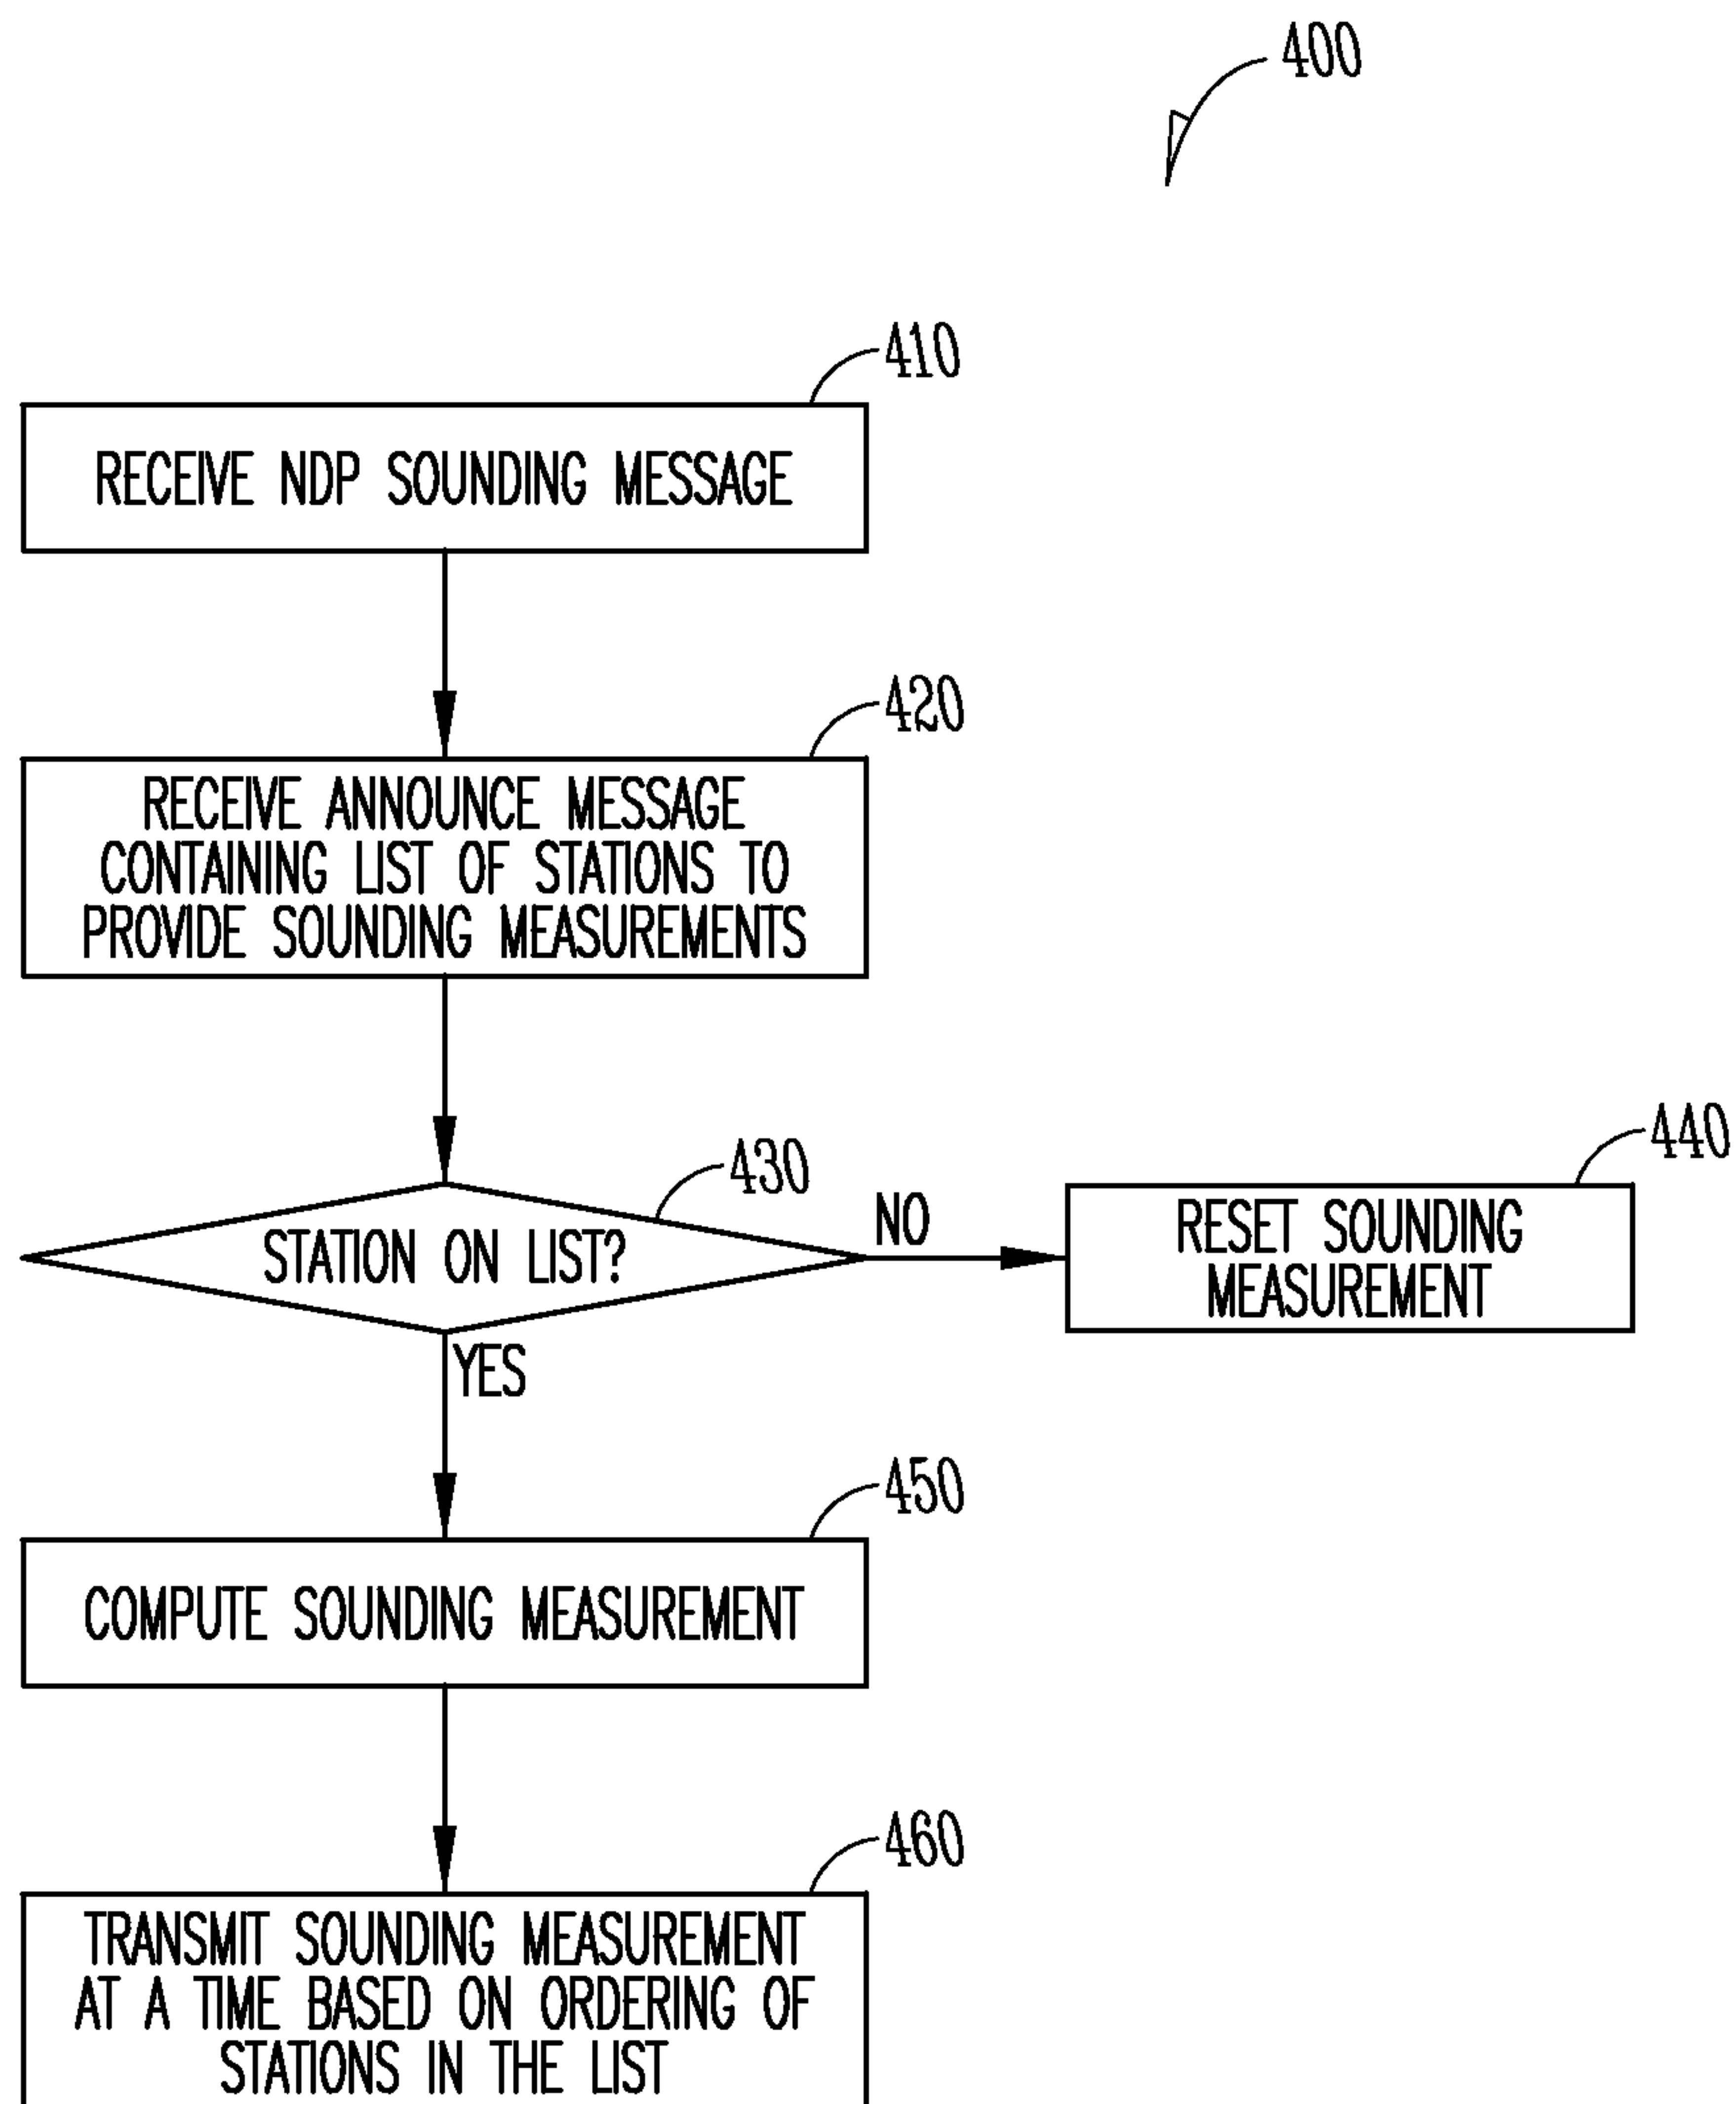 400
410
RECEIVE NDP SOUNDING MESSAGE
420
RECEIVE ANNOUNCE MESSAGE
CONTAINING LIST OF STATIONS TO
PROVIDE SOUNDING MEASUREMENTS
430
STATION ON LIST?
NO
440
RESET SOUNDING
MEASUREMENT
YES
450
COMPUTE SOUNDING MEASUREMENT
460
TRANSMIT SOUNDING MEASUREMENT
AT A TIME BASED ON ORDERING OF
STATIONS IN THE LIST